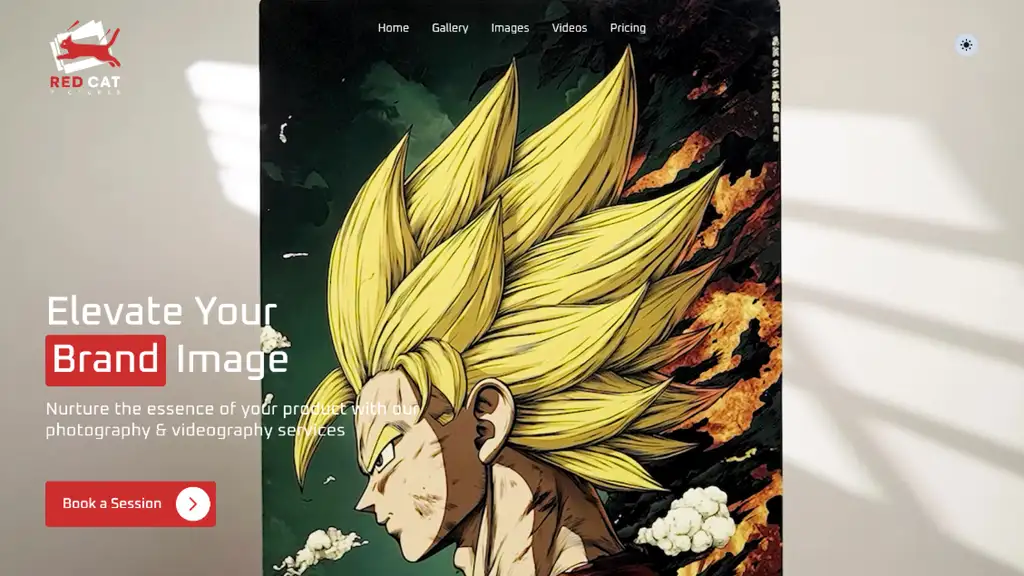 Home Gallery Images Videos Pricing
RED CAT
Elevate Your
Brand Image
Nurture the essence of your product with our
photography & videography services
Book a Session